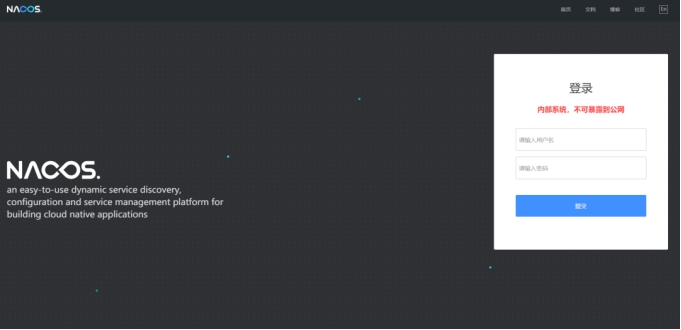 NACOS.
首页 文档 博客 社区 En
登录
内部系统，不可暴露到公网
请输入用户名
请输入密码
提交
NACOS.
an easy-to-use dynamic service discovery,
configuration and service management platform for
building cloud native applications